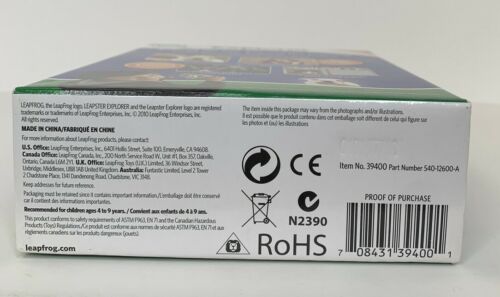 LEAPFROG, the LeapFrog logo, LEAPSTER EXPLORER and the Leapster Explorer logo are registered
trademarks or trademarks of LeapFrog Enterprises, Inc. © 2010 LeapFrog Enterprises, Inc.
All rights reserved.
MADE IN CHINA/FABRIQUÉ EN CHINE
For more information about LeapFrog products, please contact:
U.S. Office: LeapFrog Enterprises, Inc. 6401 Hollis Street, Suite 100, Emeryville, CA 94608.
Canada Office: LeapFrog Canada, Inc., 200 North Service Road W, Unit #1, Box 357, Oakville,
Ontario, Canada L6M 2Y1. U.K. Office: LeapFrog Toys (U.K.) Limited, 36 Windsor Street,
Uxbridge, Middlesex, UB8 1AB United Kingdom. Australia: Funtastic Limited, Level 2 Tower
2 Chadstone Place, 1341 Dandenong Road, Chadstone, VIC 3148.
Keep addresses for future reference.
Packaging must be retained since it contains important information./L'emballage doit être conservé
car il contient des instructions importantes.
Recommended for children ages 4 to 9 years. / Convient aux enfants de 4 à 9 ans.
This product conforms to safety requirements of ASTM F963, EN 71 and the Canadian Hazardous
Products (Toys) Regulations./Ce produit est conforme aux normes de sécurité ASTM F963, EN 71 et aux
règlements canadiens sur les produits dangereux (jouets).
leapfrog.com
The item inside this package may vary from the photographs and/or illustrations.
Il est possible que le produit contenu dans cet emballage soit différent de celui qui figure sur
les photos et (ou) les illustrations.
CE
N2390
RoHS
Item No. 39400 Part Number 540-12600-A
PROOF OF PURCHASE
7 08431 39400 1